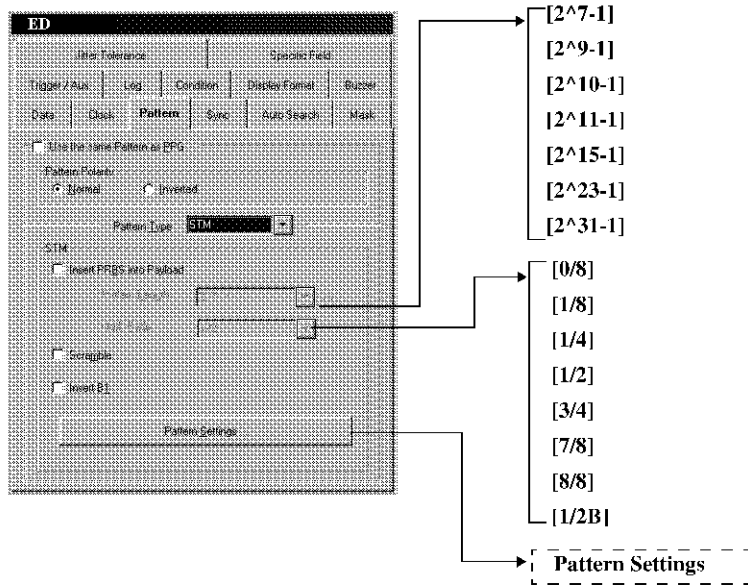 ED
Jitter Tolerance Specific Field
Trigger / Aux Log Condition Display Format Buzzer
Data Clock Pattern Sync Auto Search Mask
Use the same Pattern as PPG
Pattern Polarity
Normal Inverted
Pattern Type STM
STM
Insert PRBS into Payload
Scramble
Insert B1
Pattern Settings
[2^7-1]
[2^9-1]
[2^10-1]
[2^11-1]
[2^15-1]
[2^23-1]
[2^31-1]
[0/8]
[1/8]
[1/4]
[1/2]
[3/4]
[7/8]
[8/8]
[1/2B]
Pattern Settings